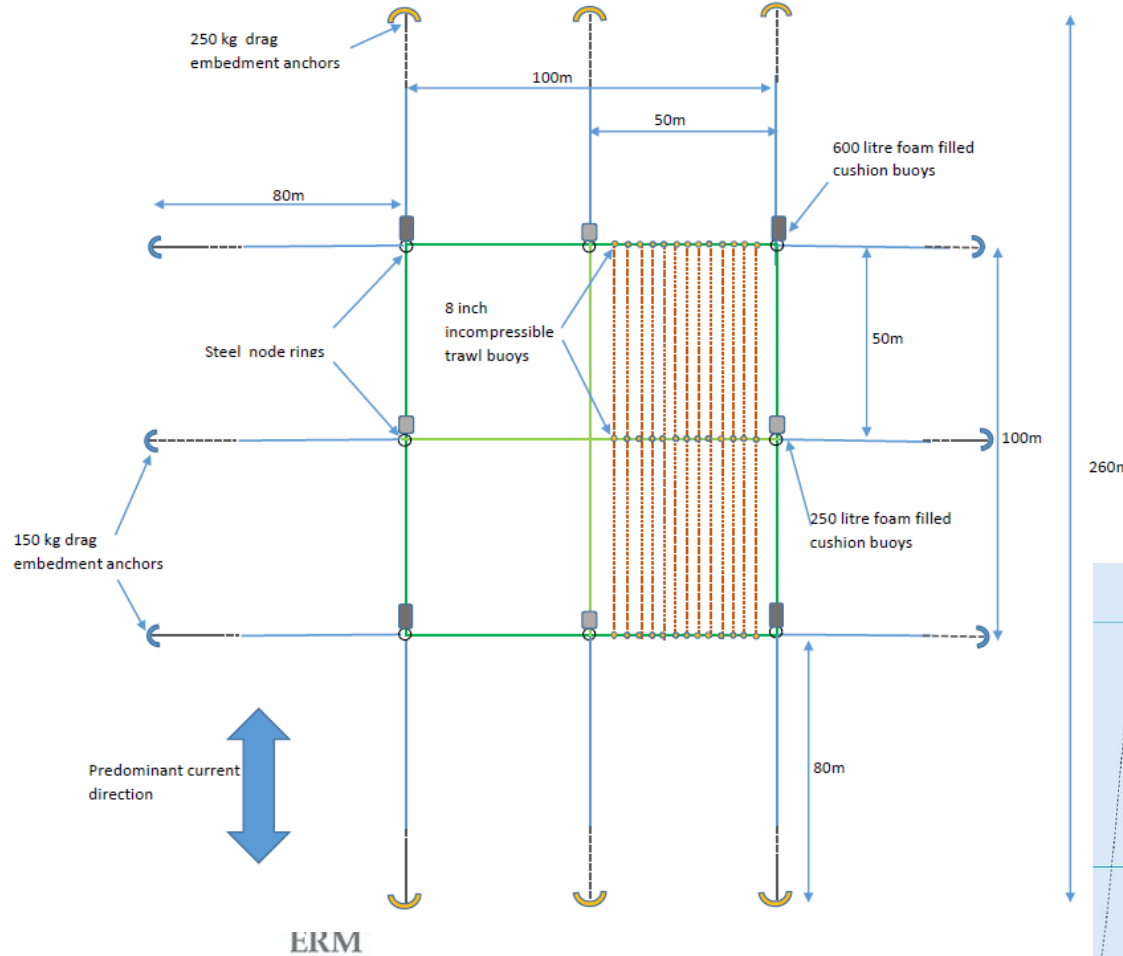 250 kg drag
embedment anchors
100m
50m
600 litre foam filled
cushion buoys
80m
8 inch
incompressible
trawl buoys
50m
Steel node rings
100m
260m
250 litre foam filled
cushion buoys
150 kg drag
embedment anchors
Predominant current
direction
80m
ERM